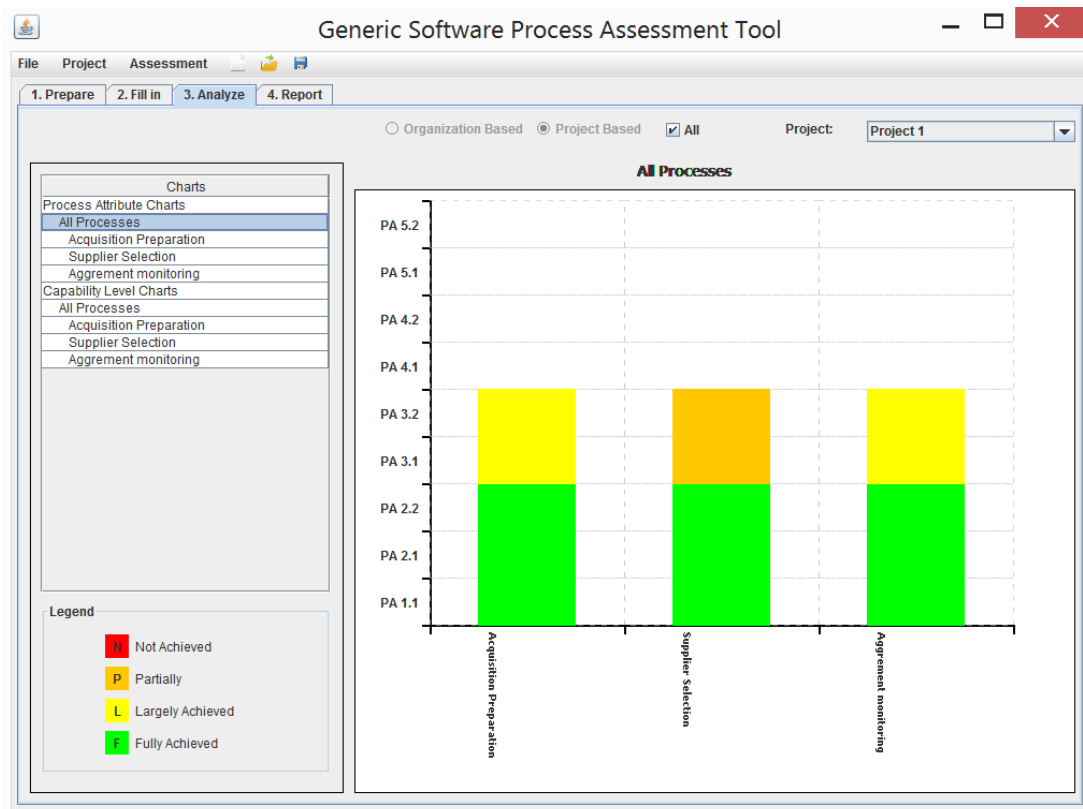 Generic Software Process Assessment Tool
File Project Assessment
1. Prepare 2. Fill in 3. Analyze 4. Report
Organization Based Project Based All Project: Project 1
Charts
Process Attribute Charts
All Processes
Acquisition Preparation
Supplier Selection
Aggrement monitoring
Capability Level Charts
All Processes
Acquisition Preparation
Supplier Selection
Aggrement monitoring
Legend
N Not Achieved
P Partially
L Largely Achieved
F Fully Achieved
All Processes
PA 5.2
PA 5.1
PA 4.2
PA 4.1
PA 3.2
PA 3.1
PA 2.2
PA 2.1
PA 1.1
Acquisition Preparation
Supplier Selection
Aggrement monitoring